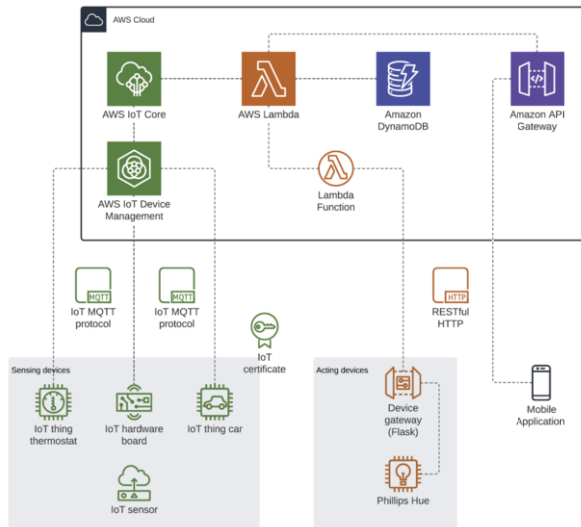 AWS Cloud
AWS IoT Core
AWS Lambda
Amazon
DynamoDB
Amazon API
Gateway
AWS IoT Device
Management
Lambda
Function
MQTT
IoT MQTT
protocol
MQTT
IoT MQTT
protocol
HTTP
RESTful
HTTP
IoT
certificate
Sensing devices
IoT thing
thermostat
IoT hardware
board
IoT thing car
IoT sensor
Acting devices
Device
gateway
(Flask)
Phillips Hue
Mobile
Application